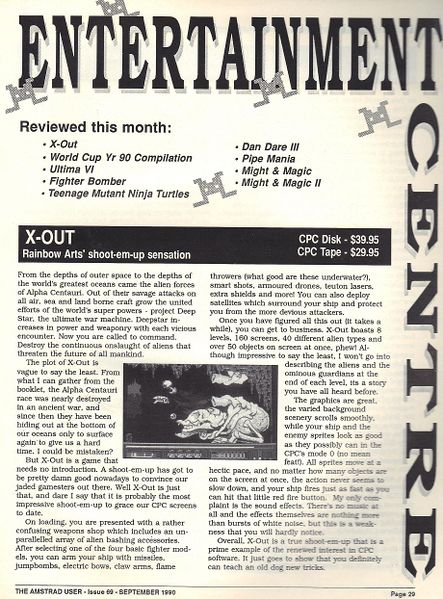 ENTERTAINMENT
CENTRE
Reviewed this month:
• X-Out
• World Cup Yr 90 Compilation
• Ultima VI
• Fighter Bomber
• Teenage Mutant Ninja Turtles
• Dan Dare III
• Pipe Mania
• Might & Magic
• Might & Magic II
X-OUT
Rainbow Arts' shoot-em-up sensation
CPC Disk - $39.95
CPC Tape - $29.95
From the depths of outer space to the depths of
the world's greatest oceans came the alien forces
of Alpha Centauri. Out of their savage attacks on
all air, sea and land borne craft grow the united
efforts of the world's super powers - project Deep
Star, the ultimate war machine. Deepstar in-
creases in power and weaponry with each vicious
encounter. Now you are called to command.
Destroy the continuous onslaught of aliens that
threaten the future of all mankind.
The plot of X-Out is
vague to say the least. From
what I can gather from the
booklet, the Alpha Centauri
race was nearly destroyed
in an ancient war, and
since then they have been
hiding out at the bottom of
our oceans only to surface
again to give us a hard
time. I could be mistaken?
But X-Out is a game that
needs no introduction. A shoot-em-up has got to
be pretty damn good nowadays to convince our
jaded gamesters out there. Well X-Out is just
that, and dare I say that it is probably the most
impressive shoot-em-up to grace our CPC screens
to date.
On loading, you are presented with a rather
confusing weapons shop which includes an un-
parallelled array of alien bashing accessories.
After selecting one of the four basic fighter mod-
els, you can arm your ship with missiles,
jumpbombs, electric bows, claw arms, flame
throwers (what good are these underwater?),
smart shots, armoured drones, teuton lasers,
extra shields and more! You can also deploy
satellites which surround your ship and protect
you from the more devious attackers.
Once you have figured all this out (it takes a
while), you can get to business. X-Out boasts 8
levels, 160 screens, 40 different alien types and
over 50 objects on screen at once, phew! Al-
though impressive to say the least, I won't go into
describing the aliens and the
ominous guardians at the
end of each level, its a story
you have all heard before.
The graphics are great,
the varied background
scenery scrolls smoothly,
while your ship and the
enemy sprites look as good
as they possibly can in the
CPC's mode 0 (no mean
feat!). All sprites move at a
hectic pace, and no matter how many objects are
on the screen at once, the action never seems to
slow down, and your ship fires just as fast as you
can hit that little red fire button. My only com-
plaint is the sound effects. There's no music at
all and the effects themselves are nothing more
than bursts of white noise, but this is a weak-
ness that you will hardly notice.
Overall, X-Out is a true shoot-em-up that is a
prime example of the renewed interest in CPC
software. It just goes to show that you definitely
can teach an old dog new tricks.
THE AMSTRAD USER - Issue 69 - SEPTEMBER 1990
Page 29